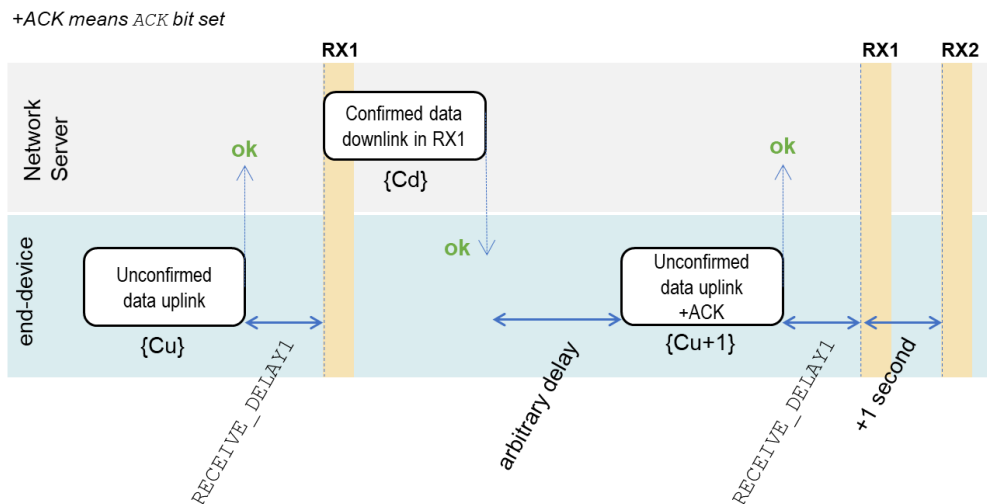 +ACK means ACK bit set
RX1
RX1
RX2
Network
Server
Confirmed data
downlink in RX1
{Cd}
ok
ok
end-device
Unconfirmed
data uplink
{Cu}
ok
Unconfirmed
data uplink
+ACK
{Cu+1}
RECEIVE_DELAY1
arbitrary delay
RECEIVE_DELAY1
+1 second